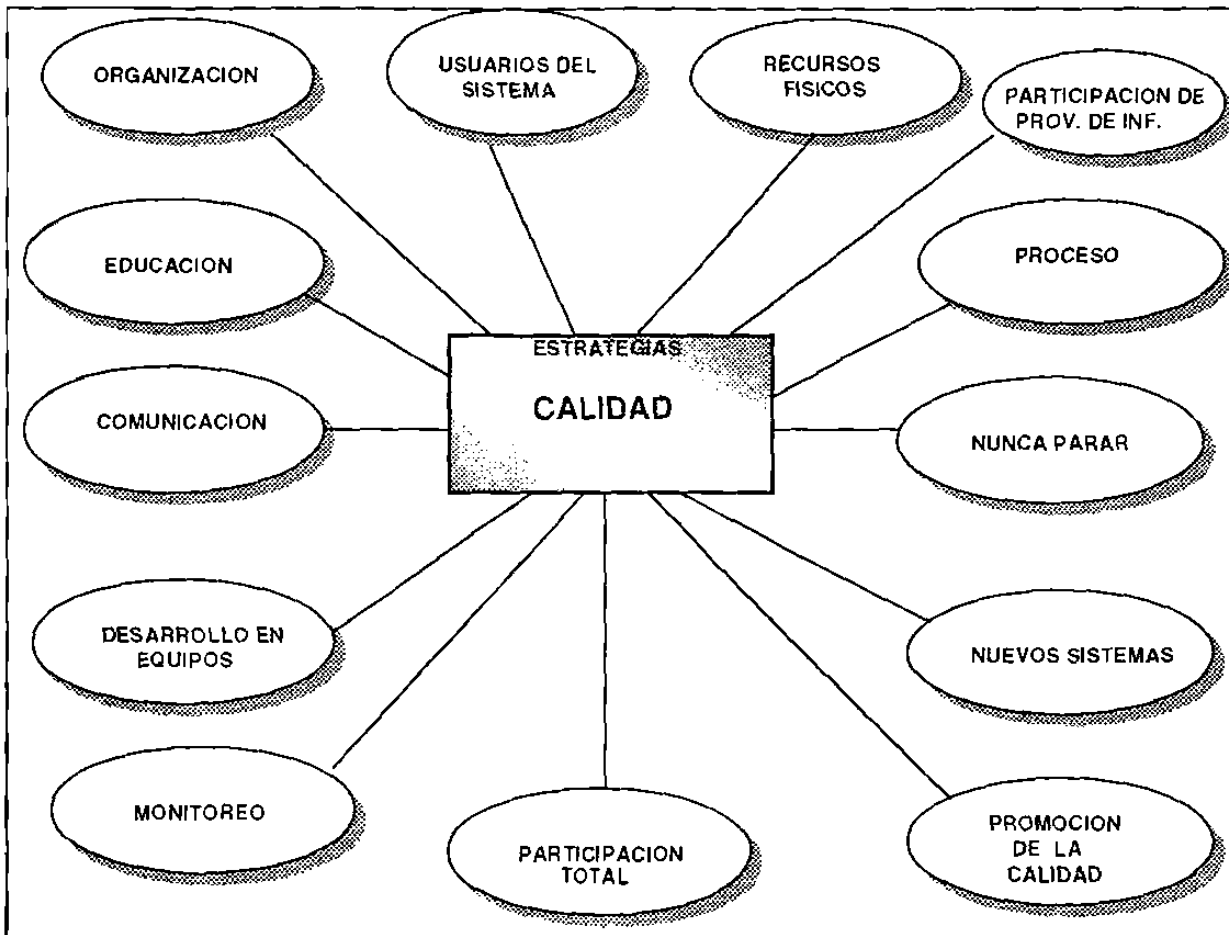 ORGANIZACION
USUARIOS DEL
SISTEMA
RECURSOS
FISICOS
PARTICIPACION DE
PROV. DE INF.
EDUCACION
PROCESO
ESTRATEGIAS
CALIDAD
COMUNICACION
NUNCA PARAR
DESARROLLO EN
EQUIPOS
NUEVOS SISTEMAS
MONITOREO
PARTICIPACION
TOTAL
PROMOCION
DE LA
CALIDAD